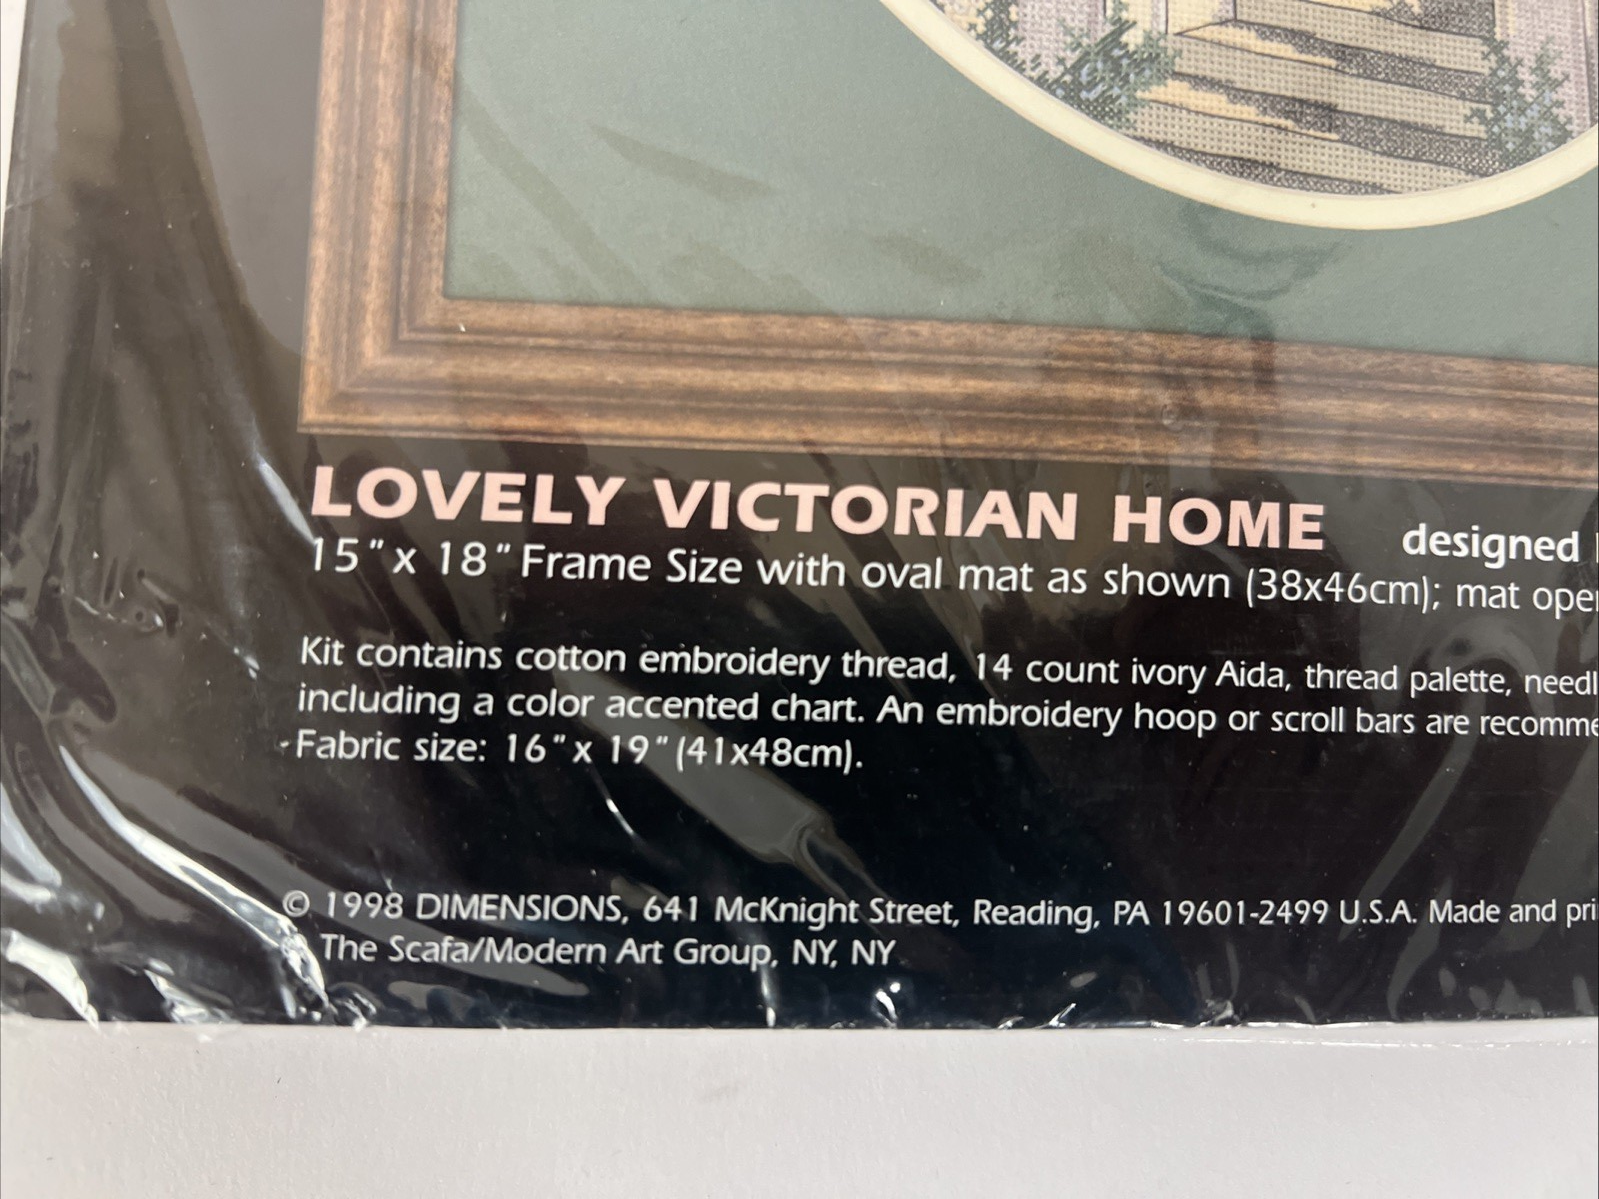 LOVELY VICTORIAN HOME designed
15" x 18" Frame Size with oval mat as shown (38x46cm); mat
Kit contains cotton embroidery thread, 14 count ivory Aida, thread palette,
including a color accented chart. An embroidery hoop or scroll bars are
Fabric size: 16" x 19" (41x48cm).
© 1998 DIMENSIONS, 641 McKnight Street, Reading, PA 19601-2499 U.S.A. Made and
The Scafa/Modern Art Group, NY, NY